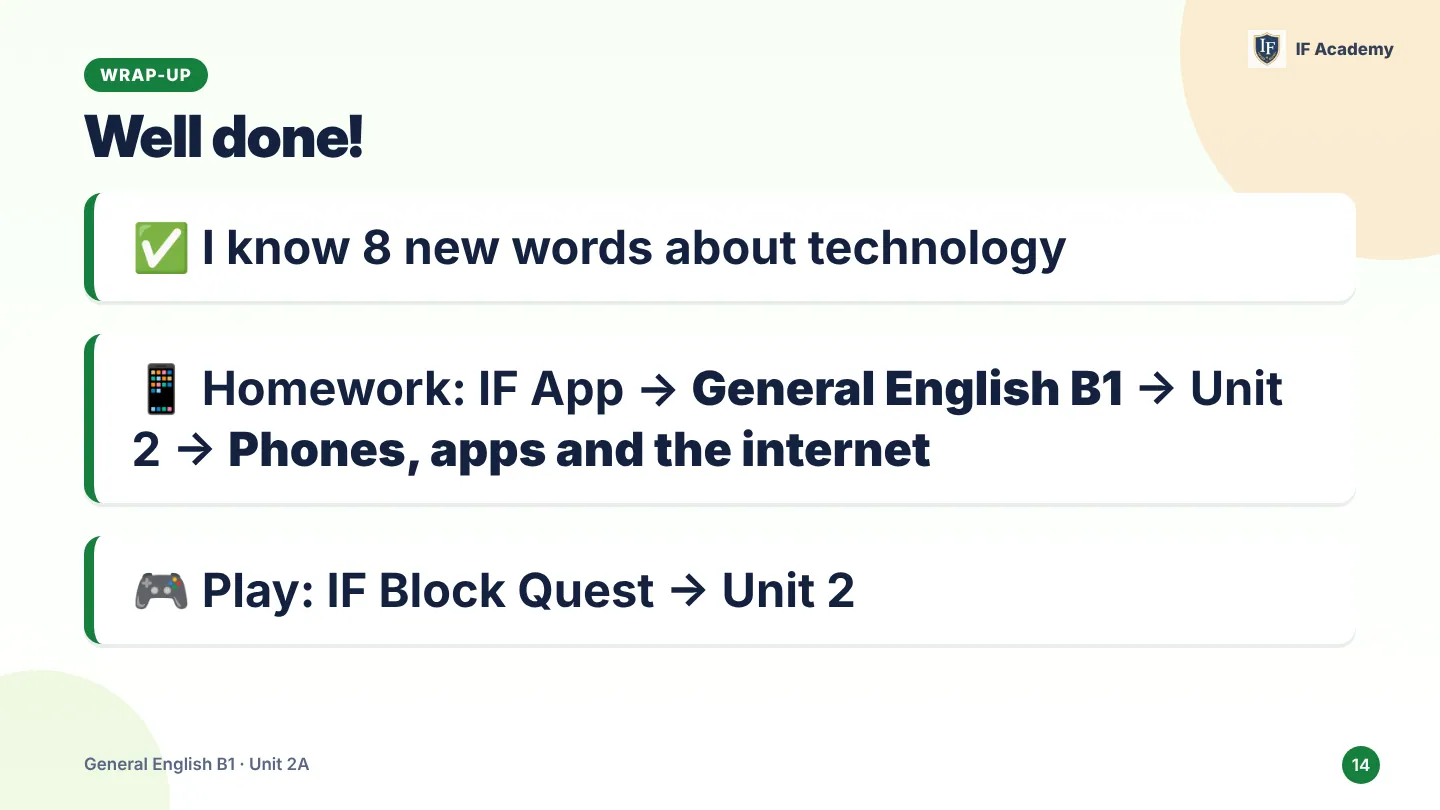 IF Academy
WRAP-UP
Well done!
✅ I know 8 new words about technology
📱 Homework: IF App → General English B1 → Unit
2 → Phones, apps and the internet
🎮 Play: IF Block Quest → Unit 2
General English B1 · Unit 2A
14